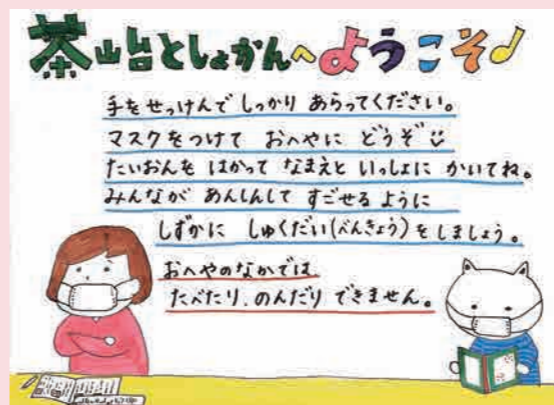 茶山台としょかんへようこそ♪
手をせっけんで しっかり あらってください。
マスクをつけて おへやに どうぞ
たいおんを はかって なまえと いっしょに かいてね。
みんなが あんしんして すごせるように
しずかに しゅくだい(べんきょう)をしましょう。
おへやのなかでは
たべたり、のんだり できません。